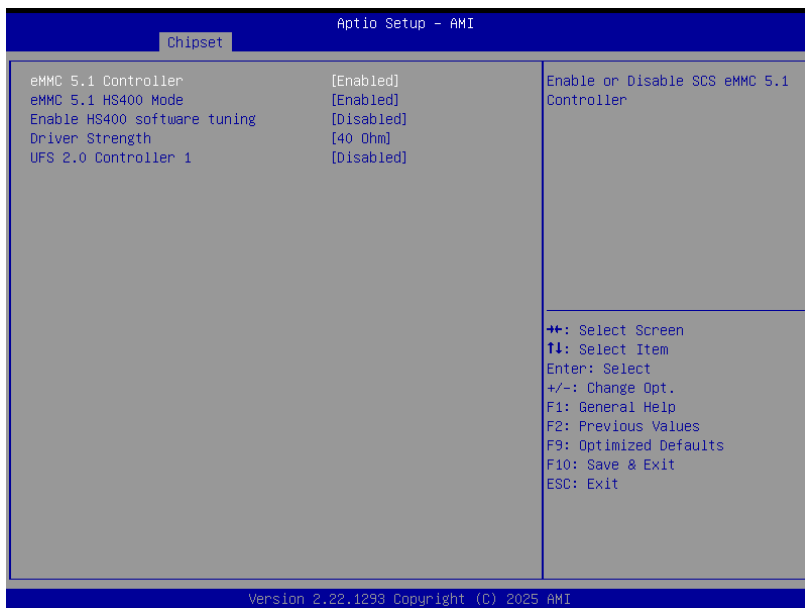 Aptio Setup – AMI
Chipset
eMMC 5.1 Controller [Enabled]
eMMC 5.1 HS400 Mode [Enabled]
Enable HS400 software tuning [Disabled]
Driver Strength [40 Ohm]
UFS 2.0 Controller 1 [Disabled]
Enable or Disable SCS eMMC 5.1
Controller
→←: Select Screen
↑↓: Select Item
Enter: Select
+/-: Change Opt.
F1: General Help
F2: Previous Values
F9: Optimized Defaults
F10: Save & Exit
ESC: Exit
Version 2.22.1293 Copyright (C) 2025 AMI